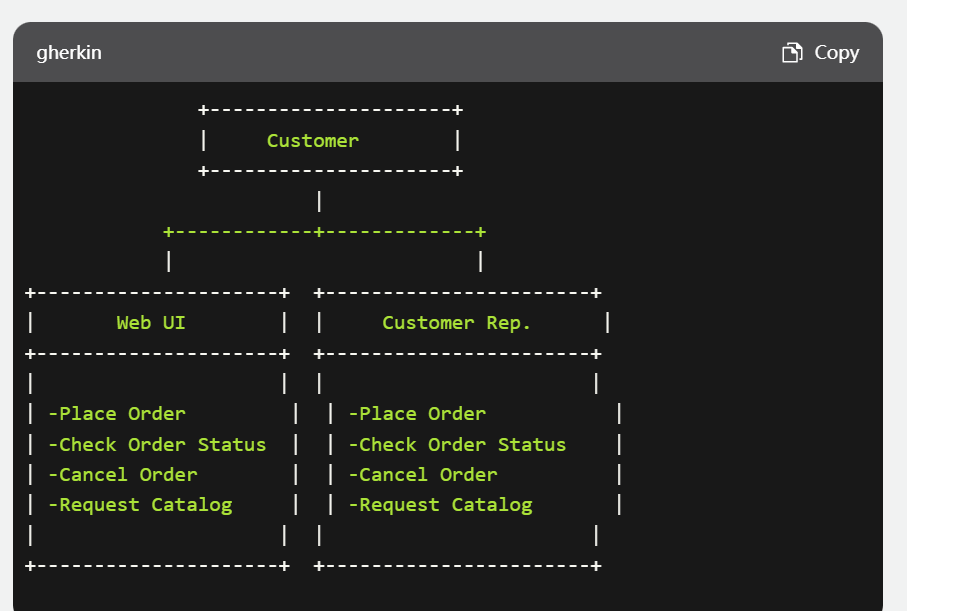 gherkin Copy
+---------------------+
|     Customer        |
+---------------------+
|
+------------+-------------+
|                          |
+---------------------+  +-----------------------+
|       Web UI        |  |     Customer Rep.      |
+---------------------+  +-----------------------+
|                     |  |                       |
| -Place Order         |  | -Place Order           |
| -Check Order Status  |  | -Check Order Status    |
| -Cancel Order        |  | -Cancel Order          |
| -Request Catalog     |  | -Request Catalog       |
|                     |  |                       |
+---------------------+  +-----------------------+